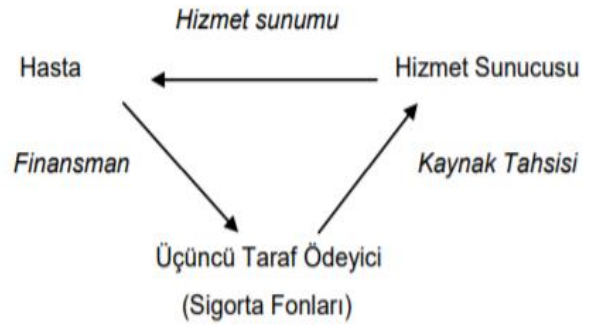 Hizmet sunumu
Hasta
Hizmet Sunucusu
Finansman
Kaynak Tahsisi
Üçüncü Taraf Ödeyici
(Sigorta Fonları)